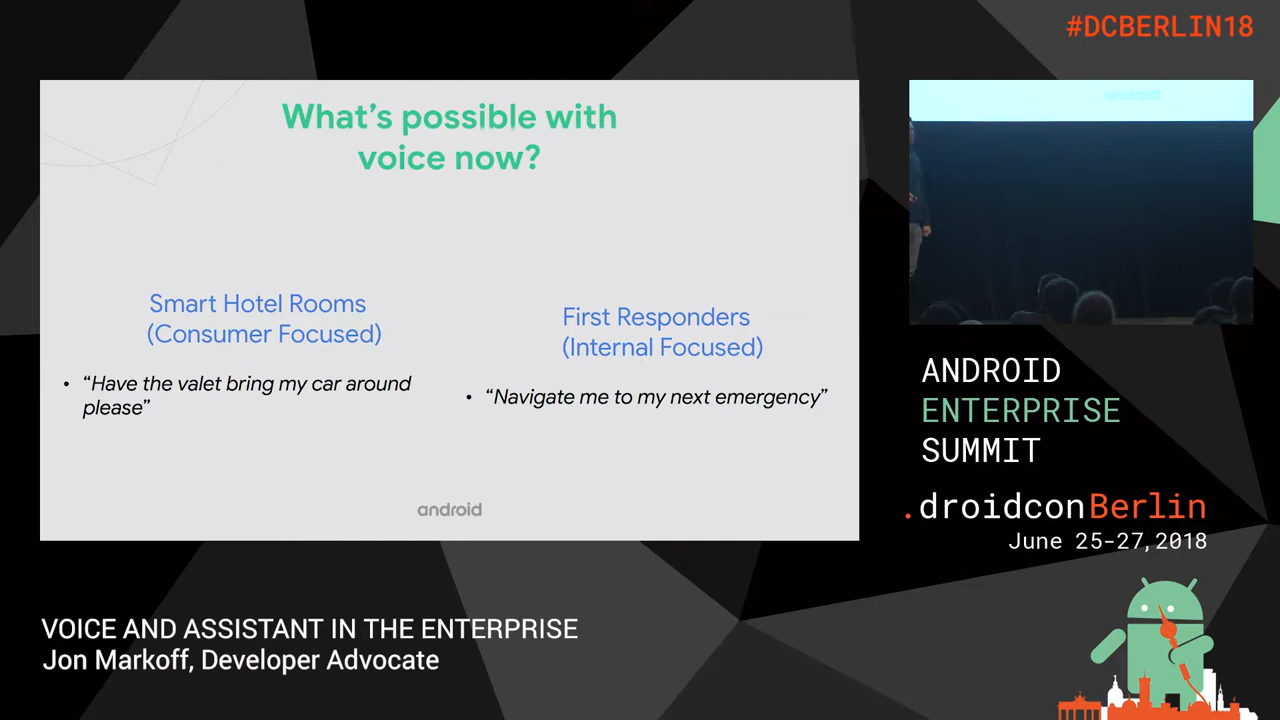 #DCBERLIN18
What's possible with
voice now?
Smart Hotel Rooms
(Consumer Focused)
• “Have the valet bring my car around
please”
First Responders
(Internal Focused)
• “Navigate me to my next emergency”
android
android
ANDROID
ENTERPRISE
SUMMIT
.droidconBerlin
June 25-27, 2018
VOICE AND ASSISTANT IN THE ENTERPRISE
Jon Markoff, Developer Advocate